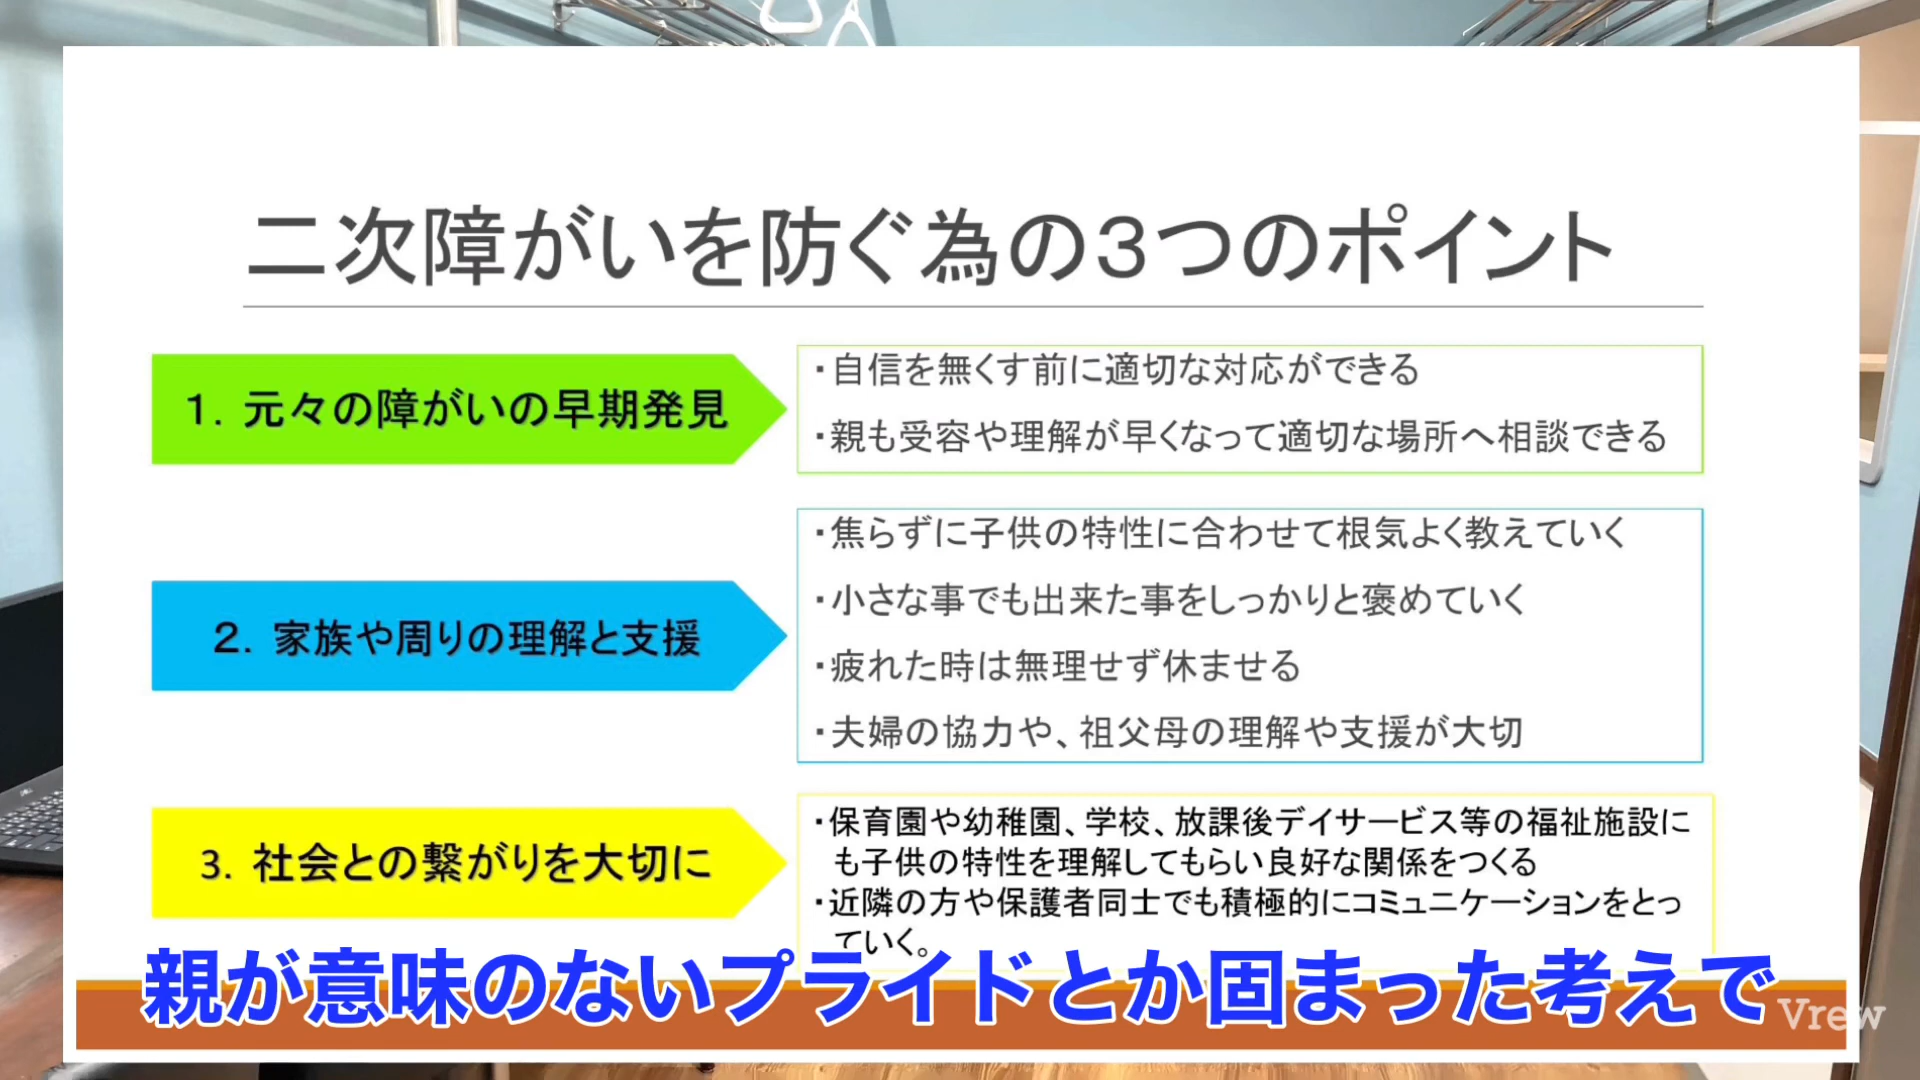 二次障がいを防ぐ為の３つのポイント
１．元々の障がいの早期発見
・自信を無くす前に適切な対応ができる
・親も受容や理解が早くなって適切な場所へ相談できる
２．家族や周りの理解と支援
・焦らずに子供の特性に合わせて根気よく教えていく
・小さな事でも出来た事をしっかりと褒めていく
・疲れた時は無理せず休ませる
・夫婦の協力や、祖父母の理解や支援が大切
3．社会との繋がりを大切に
・保育園や幼稚園、学校、放課後デイサービス等の福祉施設に
も子供の特性を理解してもらい良好な関係をつくる
・近隣の方や保護者同士でも積極的にコミュニケーションをとっ
ていく。
親が意味のないプライドとか固まった考えで
Vrew